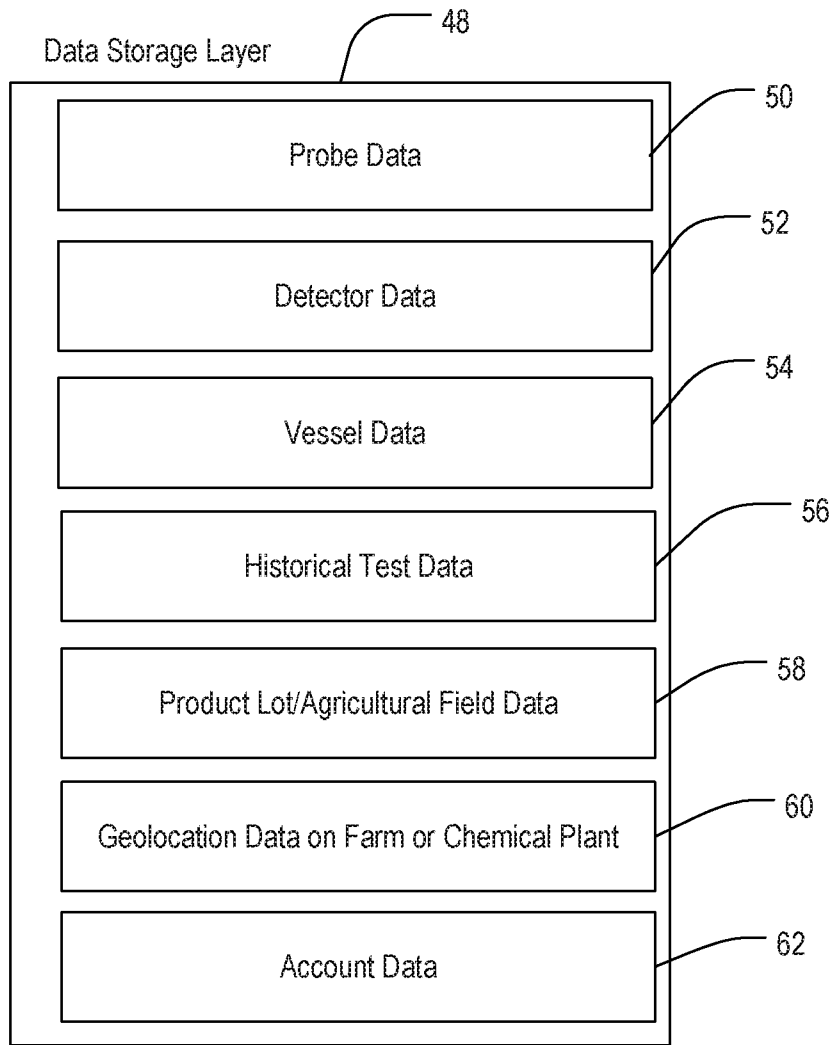 48
Data Storage Layer
50
Probe Data
52
Detector Data
54
Vessel Data
56
Historical Test Data
58
Product Lot/Agricultural Field Data
60
Geolocation Data on Farm or Chemical Plant
62
Account Data